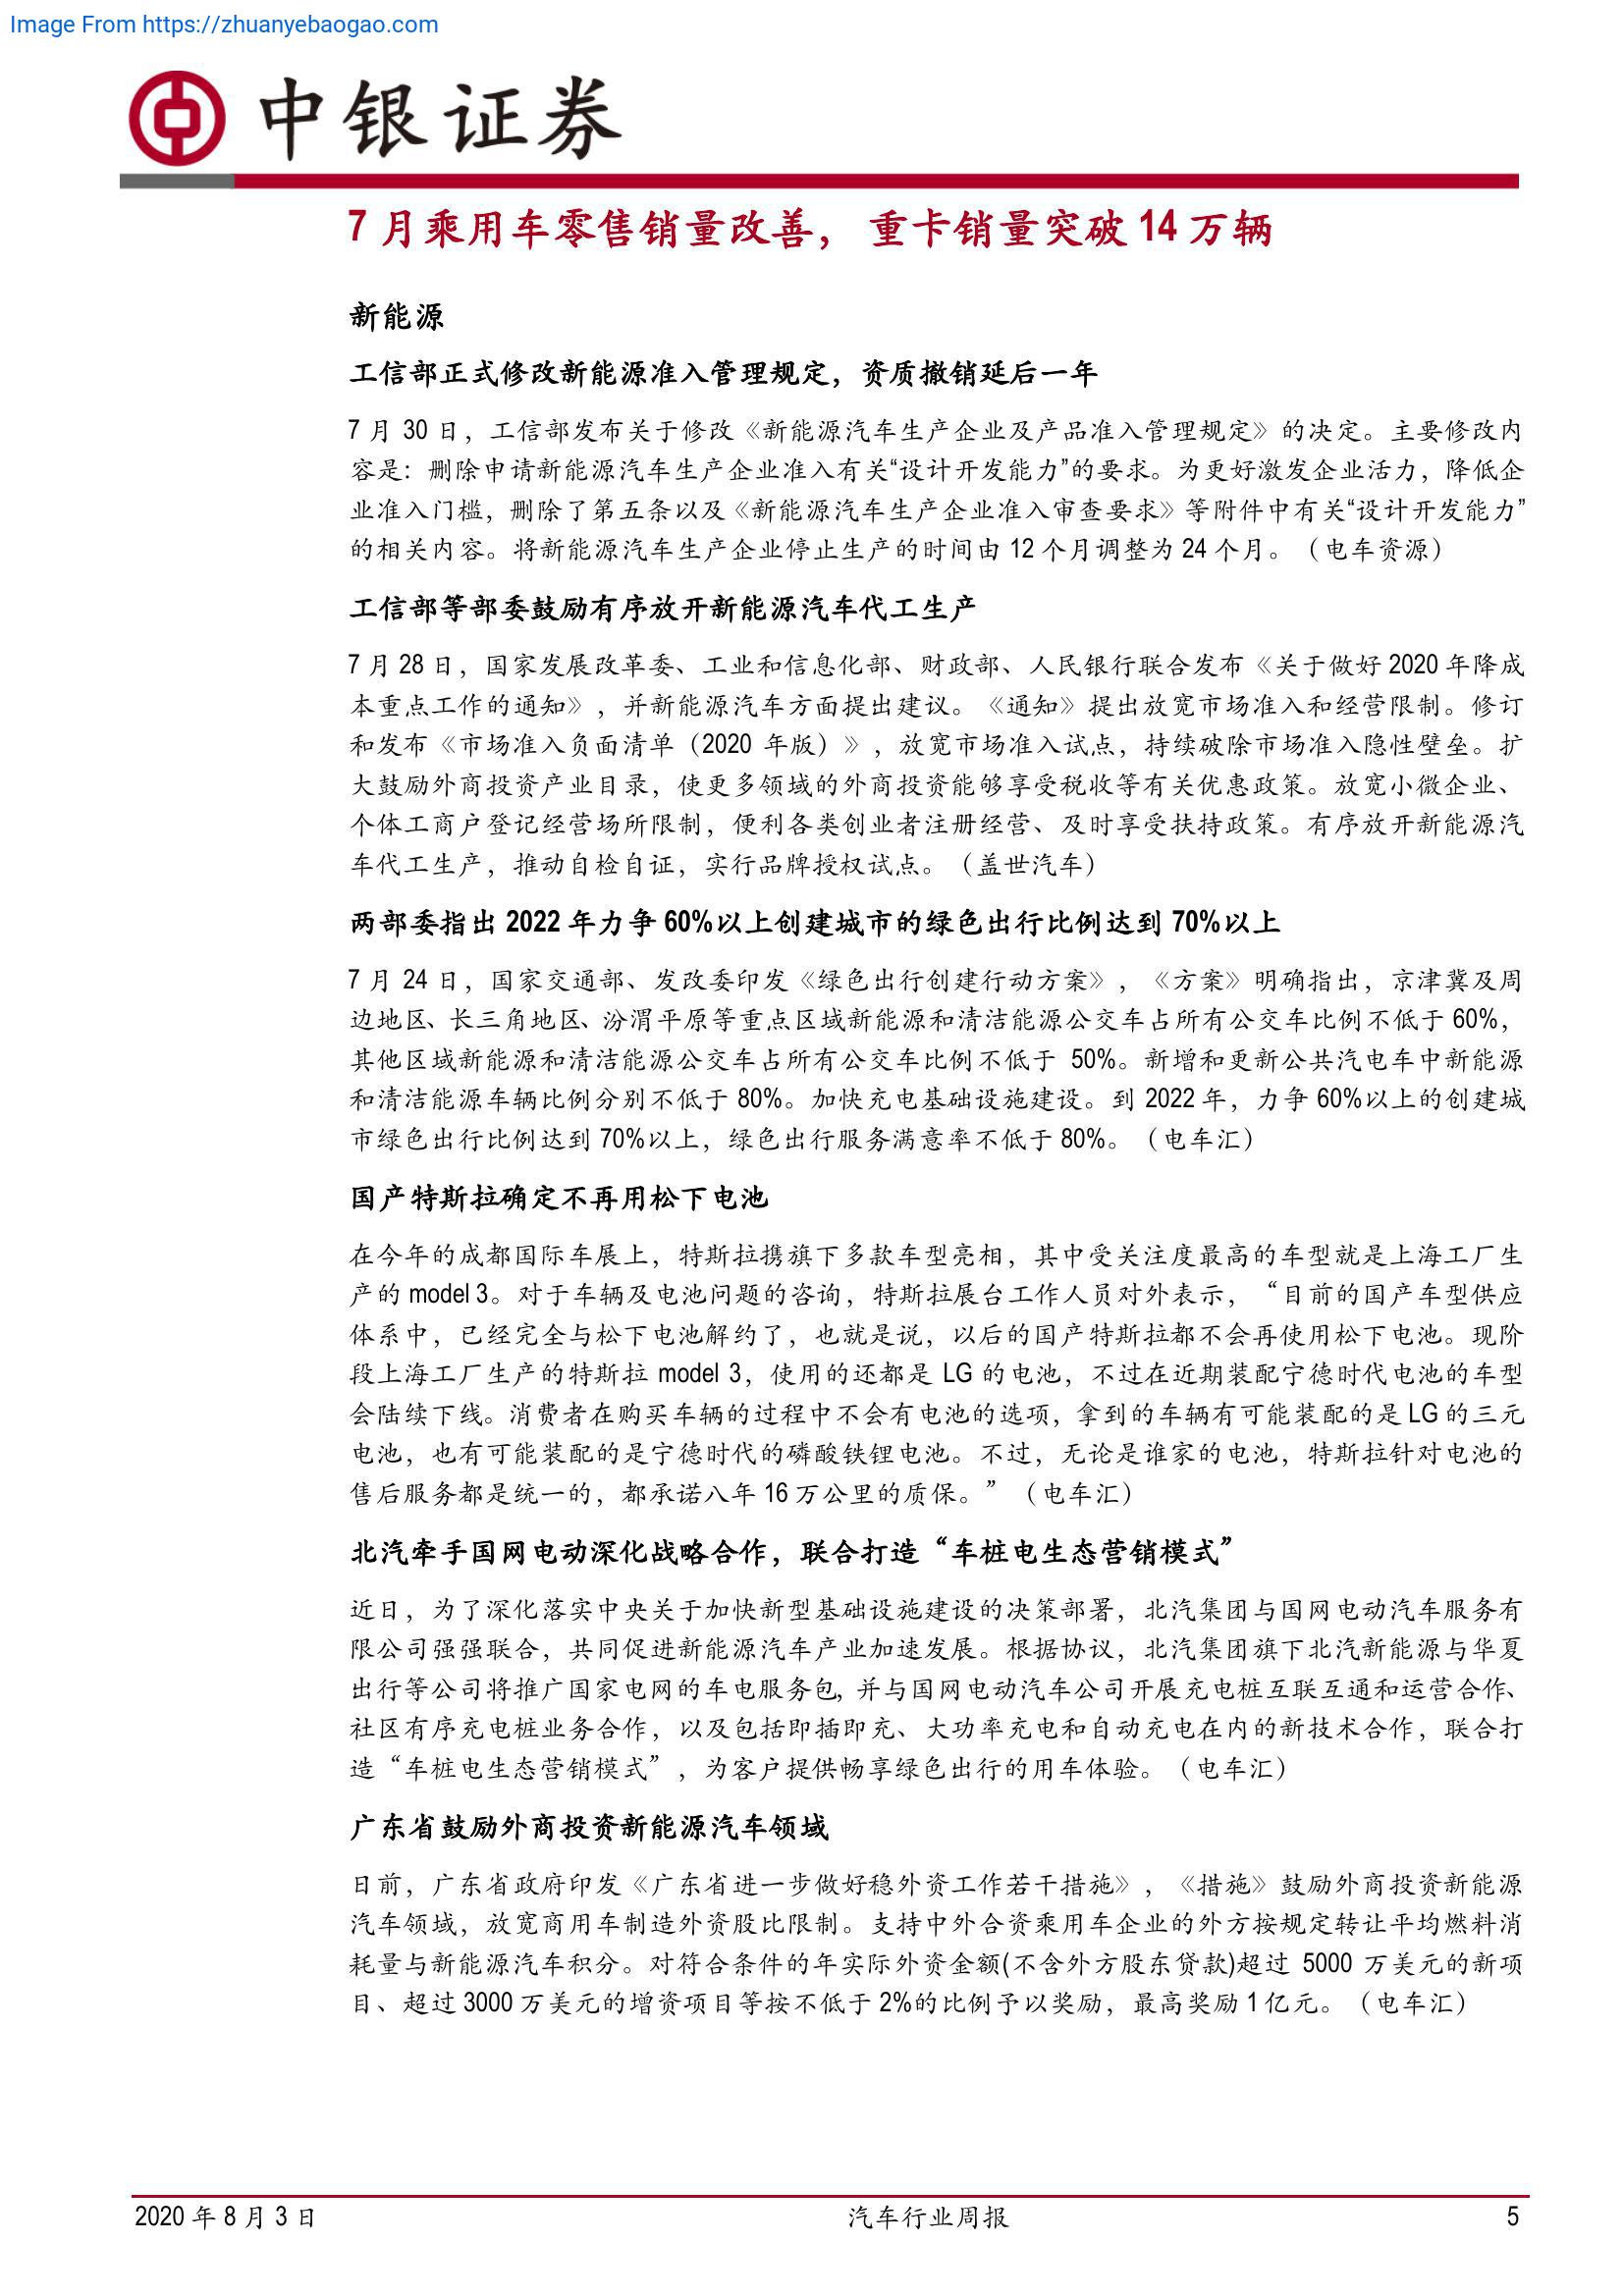 Image From https://zhuanyebaogao.com
中银证券
7 月乘用车零售销量改善，重卡销量突破 14 万辆
新能源
工信部正式修改新能源准入管理规定，资质撤销延后一年
7 月 30 日，工信部发布关于修改《新能源汽车生产企业及产品准入管理规定》的决定。主要修改内
容是：删除申请新能源汽车生产企业准入有关“设计开发能力”的要求。为更好激发企业活力，降低企
业准入门槛，删除了第五条以及《新能源汽车生产企业准入审查要求》等附件中有关“设计开发能力”
的相关内容。将新能源汽车生产企业停止生产的时间由 12 个月调整为 24 个月。（电车资源）
工信部等部委鼓励有序放开新能源汽车代工生产
7 月 28 日，国家发展改革委、工业和信息化部、财政部、人民银行联合发布《关于做好 2020 年降成
本重点工作的通知》，并新能源汽车方面提出建议。《通知》提出放宽市场准入和经营限制。修订
和发布《市场准入负面清单（2020 年版）》，放宽市场准入试点，持续破除市场准入隐性壁垒。扩
大鼓励外商投资产业目录，使更多领域的外商投资能够享受税收等有关优惠政策。放宽小微企业、
个体工商户登记经营场所限制，便利各类创业者注册经营、及时享受扶持政策。有序放开新能源汽
车代工生产，推动自检自证，实行品牌授权试点。（盖世汽车）
两部委指出 2022 年力争 60%以上创建城市的绿色出行比例达到 70%以上
7 月 24 日，国家交通部、发改委印发《绿色出行创建行动方案》，《方案》明确指出，京津冀及周
边地区、长三角地区、汾渭平原等重点区域新能源和清洁能源公交车占所有公交车比例不低于 60%，
其他区域新能源和清洁能源公交车占所有公交车比例不低于 50%。新增和更新公共汽电车中新能源
和清洁能源车辆比例分别不低于 80%。加快充电基础设施建设。到 2022 年，力争 60%以上的创建城
市绿色出行比例达到 70%以上，绿色出行服务满意率不低于 80%。（电车汇）
国产特斯拉确定不再用松下电池
在今年的成都国际车展上，特斯拉携旗下多款车型亮相，其中受关注度最高的车型就是上海工厂生
产的 model 3。对于车辆及电池问题的咨询，特斯拉展台工作人员对外表示，“目前的国产车型供应
体系中，已经完全与松下电池解约了，也就是说，以后的国产特斯拉都不会再使用松下电池。现阶
段上海工厂生产的特斯拉 model 3，使用的还都是 LG 的电池，不过在近期装配宁德时代电池的车型
会陆续下线。消费者在购买车辆的过程中不会有电池的选项，拿到的车辆有可能装配的是 LG 的三元
电池，也有可能装配的是宁德时代的磷酸铁锂电池。不过，无论是谁家的电池，特斯拉针对电池的
售后服务都是统一的，都承诺八年 16 万公里的质保。”（电车汇）
北汽牵手国网电动深化战略合作，联合打造“车桩电生态营销模式”
近日，为了深化落实中央关于加快新型基础设施建设的决策部署，北汽集团与国网电动汽车服务有
限公司强强联合，共同促进新能源汽车产业加速发展。根据协议，北汽集团旗下北汽新能源与华夏
出行等公司将推广国家电网的车电服务包，并与国网电动汽车公司开展充电桩互联互通和运营合作、
社区有序充电桩业务合作，以及包括即插即充、大功率充电和自动充电在内的新技术合作，联合打
造“车桩电生态营销模式”，为客户提供畅享绿色出行的用车体验。（电车汇）
广东省鼓励外商投资新能源汽车领域
日前，广东省政府印发《广东省进一步做好稳外资工作若干措施》，《措施》鼓励外商投资新能源
汽车领域，放宽商用车制造外资股比限制。支持中外合资乘用车企业的外方按规定转让平均燃料消
耗量与新能源汽车积分。对符合条件的年实际外资金额(不含外方股东贷款)超过 5000 万美元的新项
目、超过 3000 万美元的增资项目等按不低于 2%的比例予以奖励，最高奖励 1 亿元。（电车汇）
2020 年 8 月 3 日 汽车行业周报 5